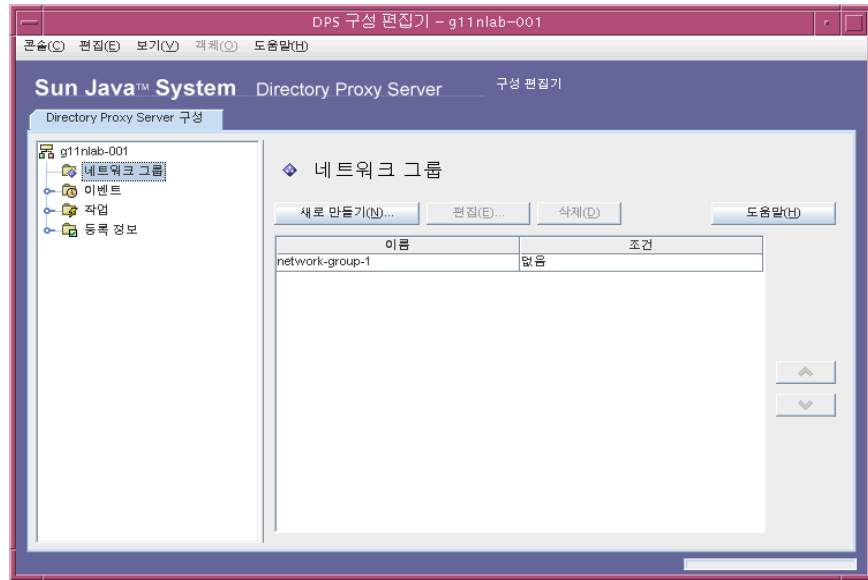 DPS 구성 편집기 – g11nlab–001
콘솔(C) 편집(E) 보기(V) 객체(O) 도움말(H)
Sun Java™ System Directory Proxy Server 구성 편집기
Directory Proxy Server 구성
g11nlab-001
네트워크 그룹
이벤트
작업
등록 정보
네트워크 그룹
새로 만들기(N)... 편집(E)... 삭제(D) 도움말(H)
이름 조건
network-group-1 없음